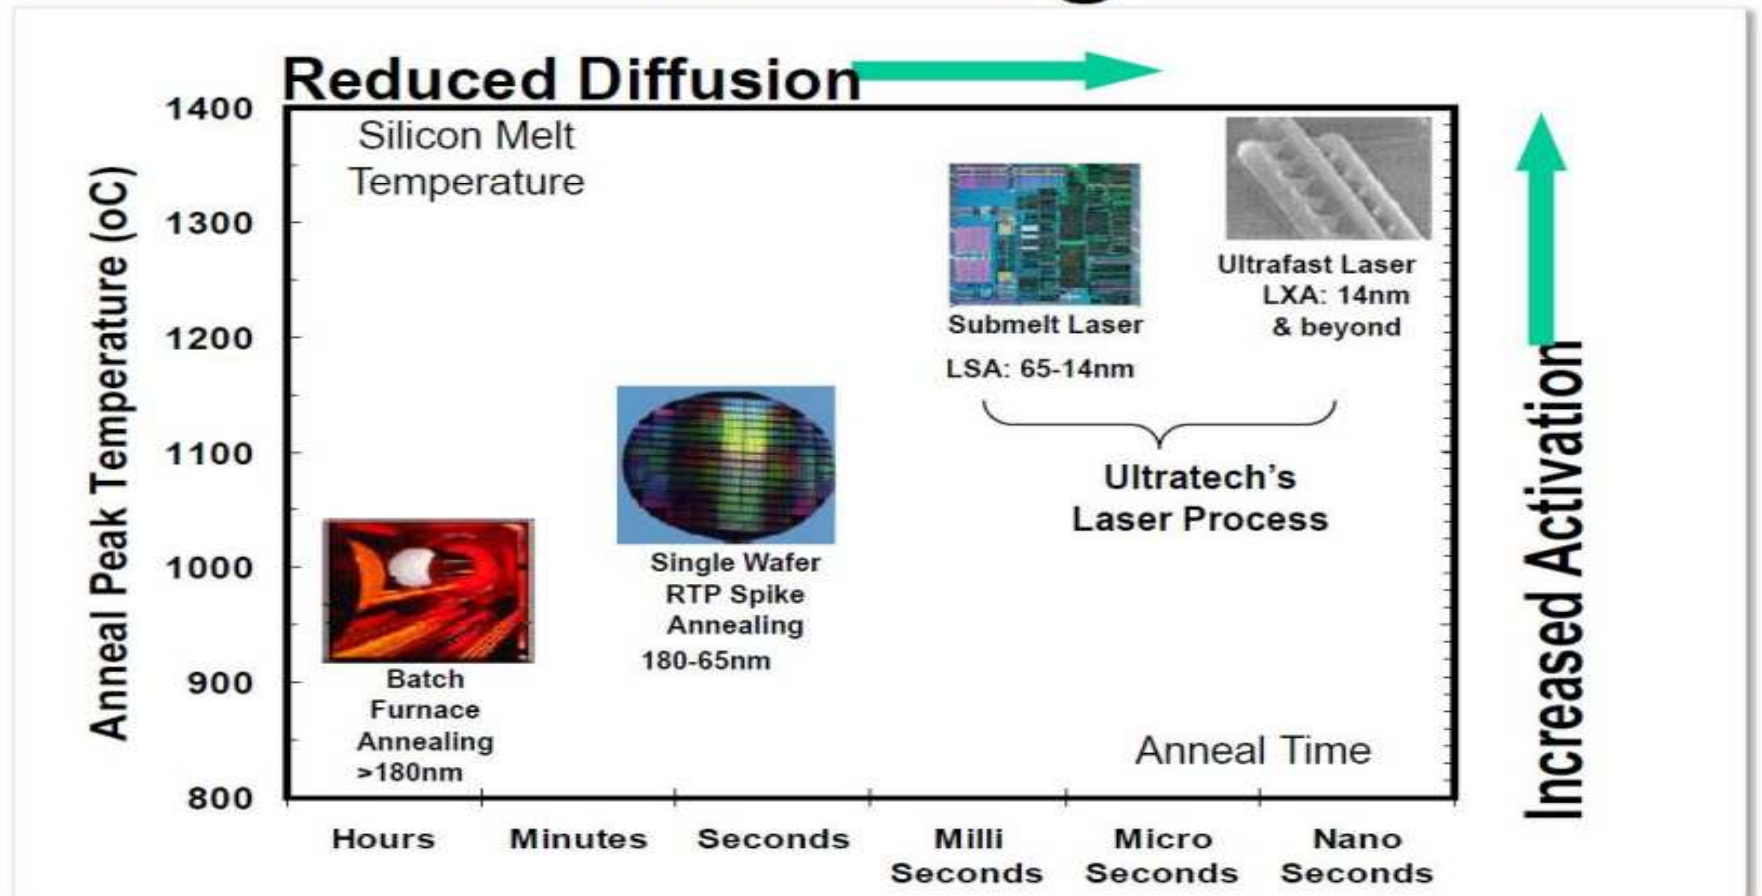 Reduced Diffusion
1400
1300
1200
1100
1000
900
800
Anneal Peak Temperature (oC)
Silicon Melt
Temperature
Batch
Furnace
Annealing
>180nm
Single Wafer
RTP Spike
Annealing
180-65nm
Submelt Laser
LSA: 65-14nm
Ultrafast Laser
LXA: 14nm
& beyond
Ultratech’s
Laser Process
Anneal Time
Increased Activation
Hours
Minutes
Seconds
Milli
Seconds
Micro
Seconds
Nano
Seconds